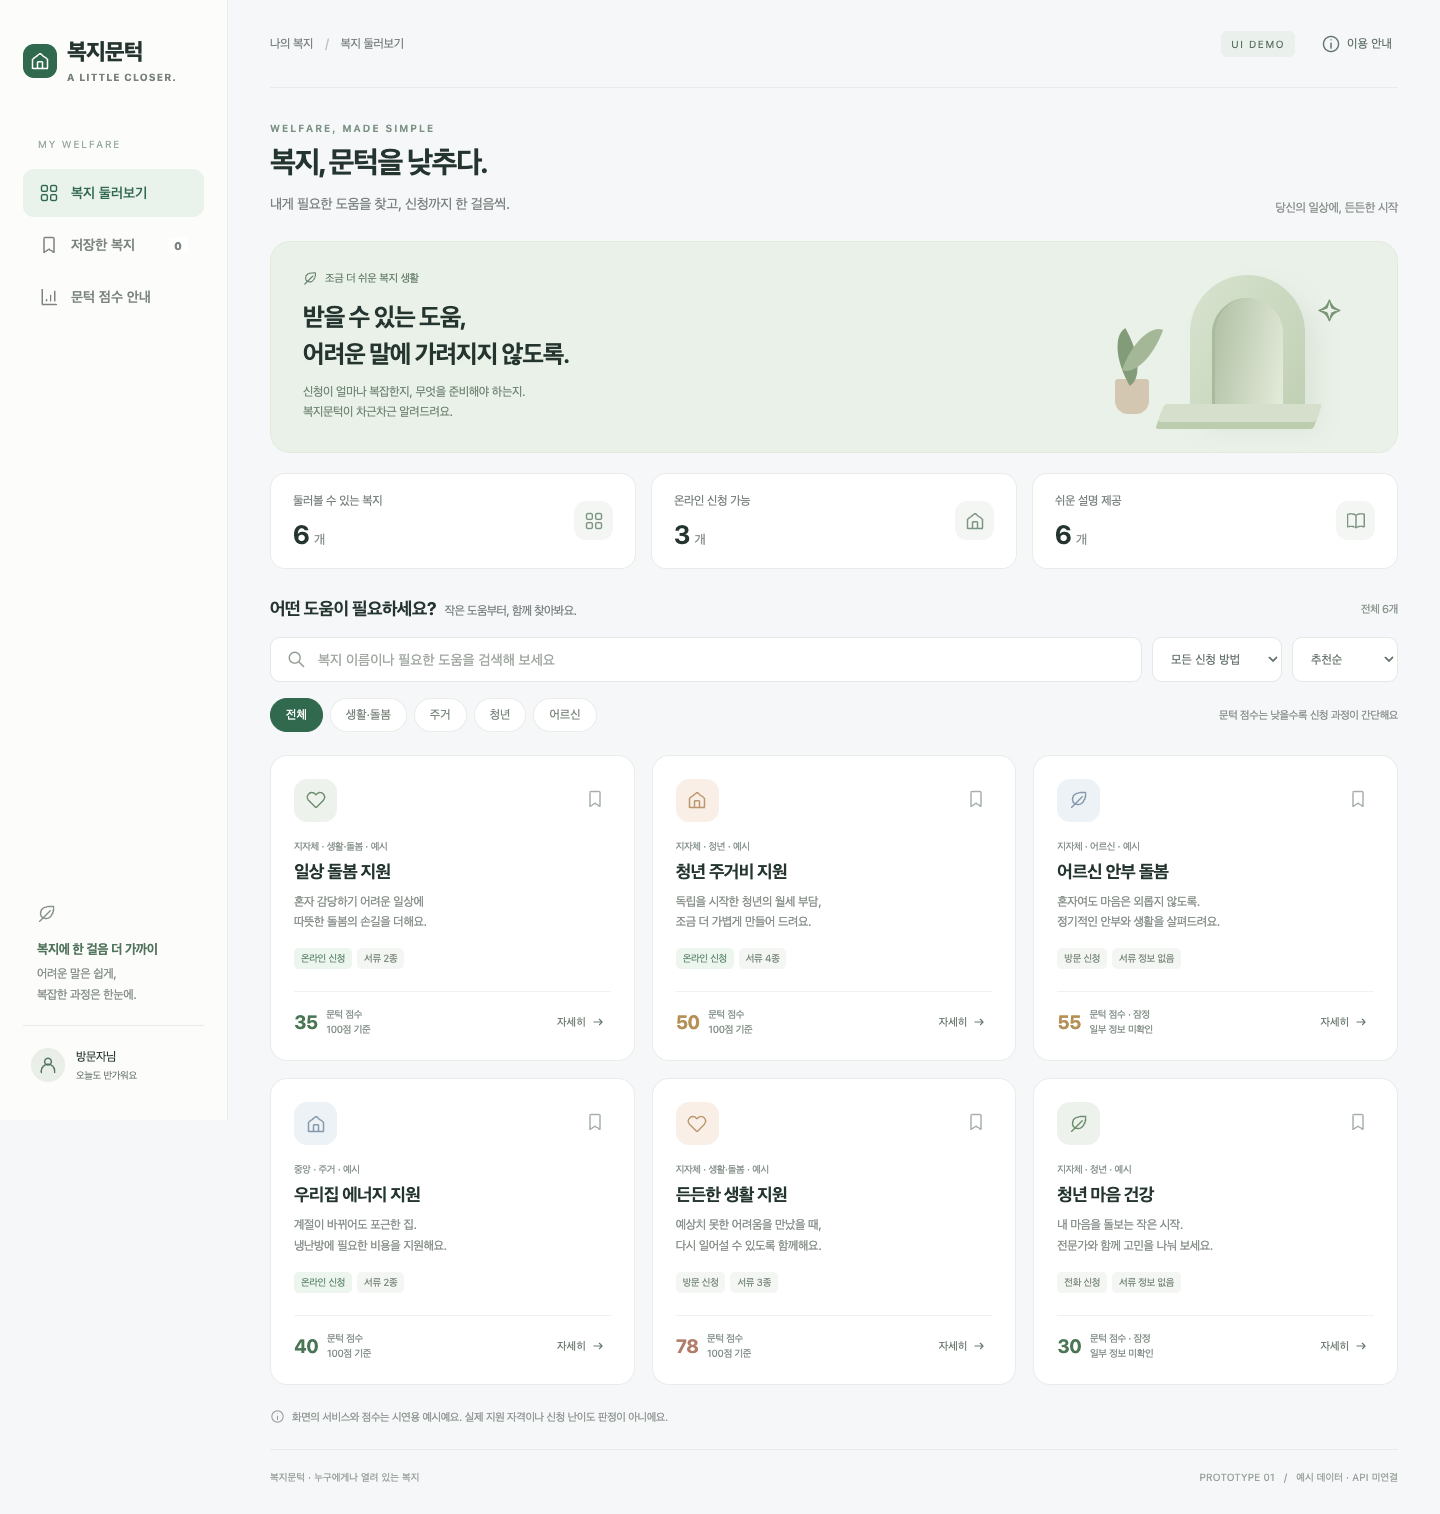 복지문턱
A LITTLE CLOSER.
MY WELFARE
복지 둘러보기
저장한 복지 0
문턱 점수 안내
복지에 한 걸음 더 가까이
어려운 말은 쉽게,
복잡한 과정은 한눈에.
방문자님
오늘도 반가워요
나의 복지 / 복지 둘러보기
UI DEMO
이용 안내
WELFARE, MADE SIMPLE
복지, 문턱을 낮추다.
내게 필요한 도움을 찾고, 신청까지 한 걸음씩.
당신의 일상에, 든든한 시작
조금 더 쉬운 복지 생활
받을 수 있는 도움,
어려운 말에 가려지지 않도록.
신청이 얼마나 복잡한지, 무엇을 준비해야 하는지.
복지문턱이 차근차근 알려드려요.
둘러볼 수 있는 복지
6 개
온라인 신청 가능
3 개
쉬운 설명 제공
6 개
어떤 도움이 필요하세요? 작은 도움부터, 함께 찾아봐요.
전체 6개
복지 이름이나 필요한 도움을 검색해 보세요
모든 신청 방법
추천순
전체
생활·돌봄
주거
청년
어르신
문턱 점수는 낮을수록 신청 과정이 간단해요
지자체 · 생활·돌봄 · 예시
일상 돌봄 지원
혼자 감당하기 어려운 일상에
따뜻한 돌봄의 손길을 더해요.
온라인 신청 서류 2종
35 문턱 점수
100점 기준
자세히 →
지자체 · 청년 · 예시
청년 주거비 지원
독립을 시작한 청년의 월세 부담,
조금 더 가볍게 만들어 드려요.
온라인 신청 서류 4종
50 문턱 점수
100점 기준
자세히 →
지자체 · 어르신 · 예시
어르신 안부 돌봄
혼자여도 마음은 외롭지 않도록.
정기적인 안부와 생활을 살펴드려요.
방문 신청 서류 정보 없음
55 문턱 점수 · 잠정
일부 정보 미확인
자세히 →
중앙 · 주거 · 예시
우리집 에너지 지원
계절이 바뀌어도 포근한 집.
냉난방에 필요한 비용을 지원해요.
온라인 신청 서류 2종
40 문턱 점수
100점 기준
자세히 →
지자체 · 생활·돌봄 · 예시
든든한 생활 지원
예상치 못한 어려움을 만났을 때,
다시 일어설 수 있도록 함께해요.
방문 신청 서류 3종
78 문턱 점수
100점 기준
자세히 →
지자체 · 청년 · 예시
청년 마음 건강
내 마음을 돌보는 작은 시작.
전문가와 함께 고민을 나눠 보세요.
전화 신청 서류 정보 없음
30 문턱 점수 · 잠정
일부 정보 미확인
자세히 →
화면의 서비스와 점수는 시연용 예시예요. 실제 지원 자격이나 신청 난이도 판정이 아니에요.
복지문턱 · 누구에게나 열려 있는 복지
PROTOTYPE 01 / 예시 데이터 · API 미연결